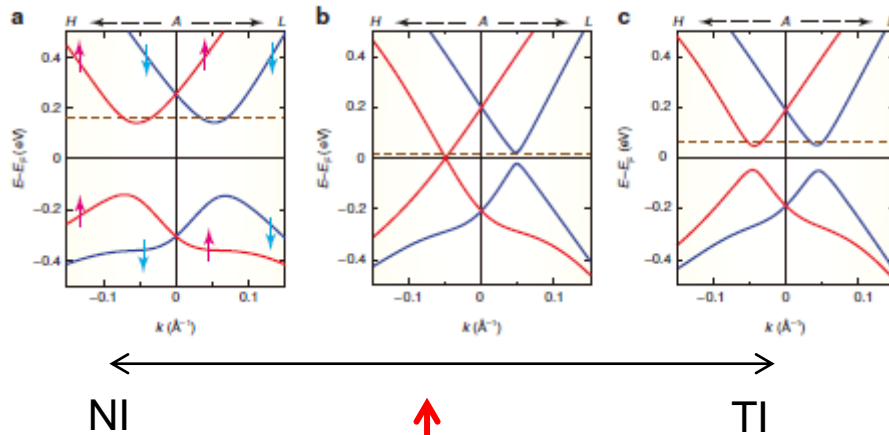 a H A L b H A L c H A L
0.4 0.4 0.4
0.2 0.2 0.2
0 0 0
−0.2 −0.2 −0.2
−0.4 −0.4 −0.4
E−E_F (eV) E−E_F (eV) E−E_F (eV)
−0.1 0 0.1 −0.1 0 0.1 −0.1 0 0.1
k (Å⁻¹) k (Å⁻¹) k (Å⁻¹)
NI TI